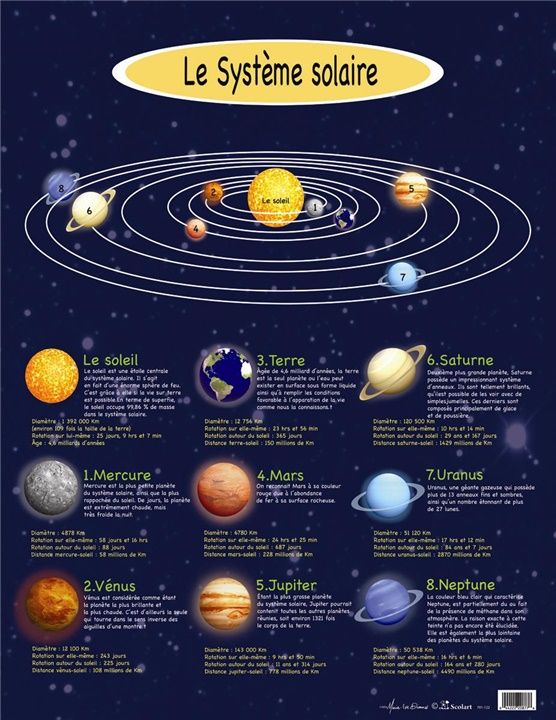 Le Système solaire
8
2
5
Le soleil
6
1
4
7
Le soleil
Le soleil est une étoile centrale
du système solaire. Il s'agit
en fait d'une énorme sphère de feu.
C'est grâce à elle si la vie sur terre
est possible En terme de superfie,
le soleil occupe 99,86 % de masse
dans le système solaire.
Diamètre : 1 392 000 Km
(environ 109 fois la taille de la terre)
Rotation sur lui-même : 25 jours, 9 hrs et 7 min
Âge : 4,6 milliards d'années
3.Terre
Âgée de 4,6 milliard d'années, la terre
est la seul planète ou l'eau peut
exister en surface sous forme liquide
ainsi qu'à remplir les conditions
favorable à l'apparation de la vie
comme nous la connaissons.!
Diamètre : 12 756 Km
Rotation sur elle-même : 23 hrs et 56 min
Rotation autour du soleil : 365 jours
Distance terre-soleil : 150 millions de Km
6.Saturne
Deuxième plus grande planète, Saturne
possède un impressionnant système
d'anneaux. Ils sont tellement brillants,
qu'il est possible de les voir avec de
simples jumelles. Ces derniers sont
composés principalement de glace
et de poussière.
Diamètre : 120 500 Km
Rotation sur elle-même : 10 hrs et 14 min
Rotation autour du soleil : 29 ans et 167 jours
Distance saturne-soleil : 1429 millions de Km
1.Mercure
Mercure est la plus petite planète
du système solaire, ainsi que la plus
rapprochée du soleil. De jours, la planète
est extrêmement chaude, mais
très froide la nuit.
Diamètre : 4878 Km
Rotation sur elle-même : 58 jours et 16 hrs
Rotation autour du soleil : 88 jours
Distance mercure-soleil : 58 millions de Km
4.Mars
On reconnait Mars à sa couleur
rouge due à l'abondance
de fer à sa surface rocheuse.
Diamètre : 6780 Km
Rotation sur elle-même : 24 hrs et 25 min
Rotation autour du soleil : 687 jours
Distance mars-soleil : 228 millions de Km
7.Uranus
Uranus, une géante gazeuse qui possède
plus de 13 anneaux fins et sombres,
ainsi qu'un nombre étonnant de plus
de 27 lunes.
Diamètre : 51 120 Km
Rotation sur elle-même : 17 hrs et 12 min
Rotation autour du soleil : 84 ans et 7 jours
Distance uranus-soleil : 2870 millions de Km
2.Vénus
Vénus est considérée comme étant
la planète la plus brillante et
la plus chaude. C'est d'ailleurs la seule
qui tourne dans le sens inverse des
aiguilles d'une montre !
Diamètre : 12 100 Km
Rotation sur elle-même : 243 jours
Rotation autour du soleil : 225 jours
Distance vénus-soleil : 108 millions de Km
5.Jupiter
Étant la plus grosse planète
du système solaire, Jupiter pourrait
contenir toutes les autres planètes,
réunies, soit environ 1321 fois
le corps de la terre.
Diamètre : 143 000 Km
Rotation sur elle-même : 9 hrs et 50 min
Rotation autour du soleil : 11 ans et 314 jours
Distance jupiter-soleil : 778 millions de Km
8.Neptune
La couleur bleu clair qui caractérise
Neptune, est partiellement du au fait
de la présence de méthane dans son
atmosphère. La raison exacte à cette
teinte n'a pas encore été élucidée.
Elle est également la plus lointaine
des planètes du système solaire.
Diamètre : 50 538 Km
Rotation sur elle-même : 16 hrs et 6 min
Rotation autour du soleil : 164 ans et 280 jours
Distance neptune-soleil : 4490 millions de Km
© Scolart